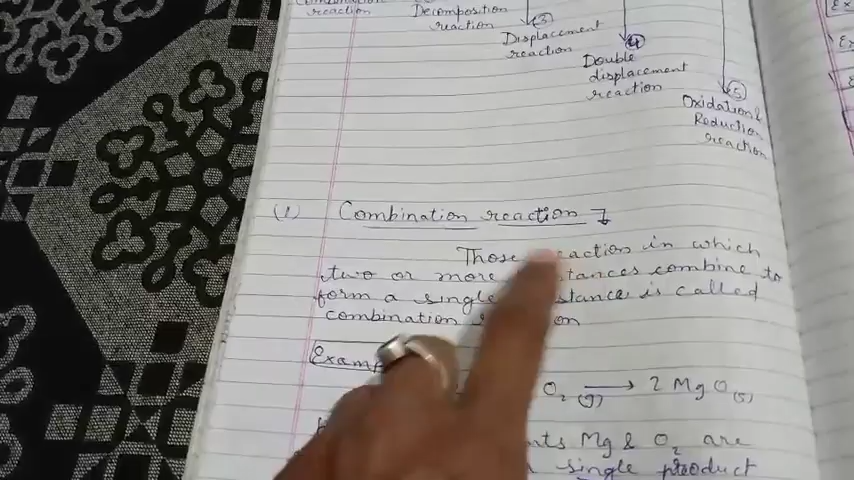 Combination
reaction
Decomposition
reaction
(3)
Displacement
reaction
(4)
Double
displacement
reaction
(5)
Oxidation &
Reduction
reaction
(1) Combination reaction
Those reaction in which
two or more combine to
form a single is called
combination
O2 (g) → 2 MgO (s)
Mg & O2 are
single product